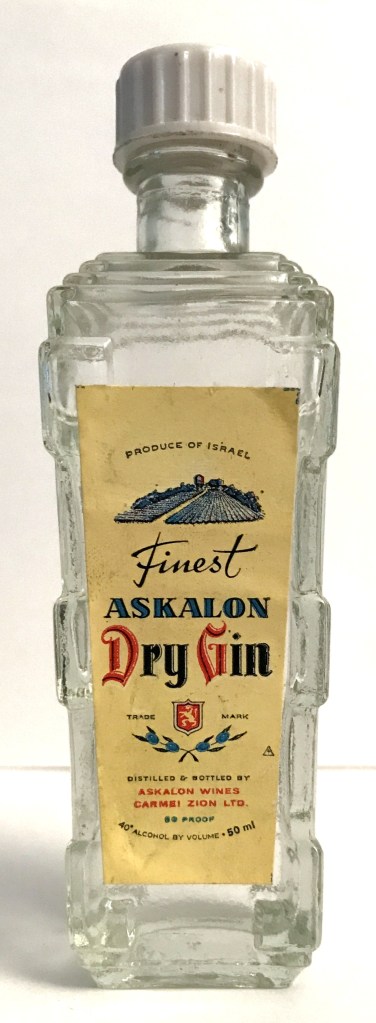 PRODUCE OF ISRAEL
Finest
ASKALON
Dry Gin
TRADE MARK
DISTILLED & BOTTLED BY
ASKALON WINES
CARMEI ZION LTD.
80 PROOF
40° ALCOHOL BY VOLUME • 50 ml